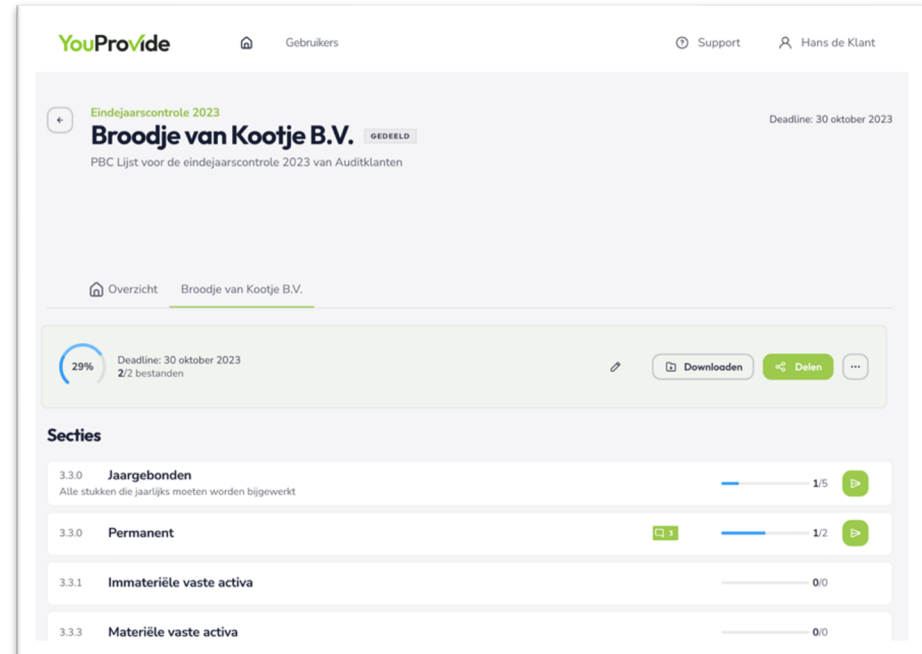 YouProvide
Gebruikers
Support
Hans de Klant
Eindejaarscontrole 2023
Broodje van Kootje B.V. GEDEELD
Deadline: 30 oktober 2023
PBC Lijst voor de eindejaarscontrole 2023 van Auditklanten
Overzicht
Broodje van Kootje B.V.
29%
Deadline: 30 oktober 2023
2/2 bestanden
Downloaden
Delen
Secties
3.3.0 Jaargebonden
Alle stukken die jaarlijks moeten worden bijgewerkt
1/5
3.3.0 Permanent
3
1/2
3.3.1 Immateriële vaste activa
0/0
3.3.3 Materiële vaste activa
0/0